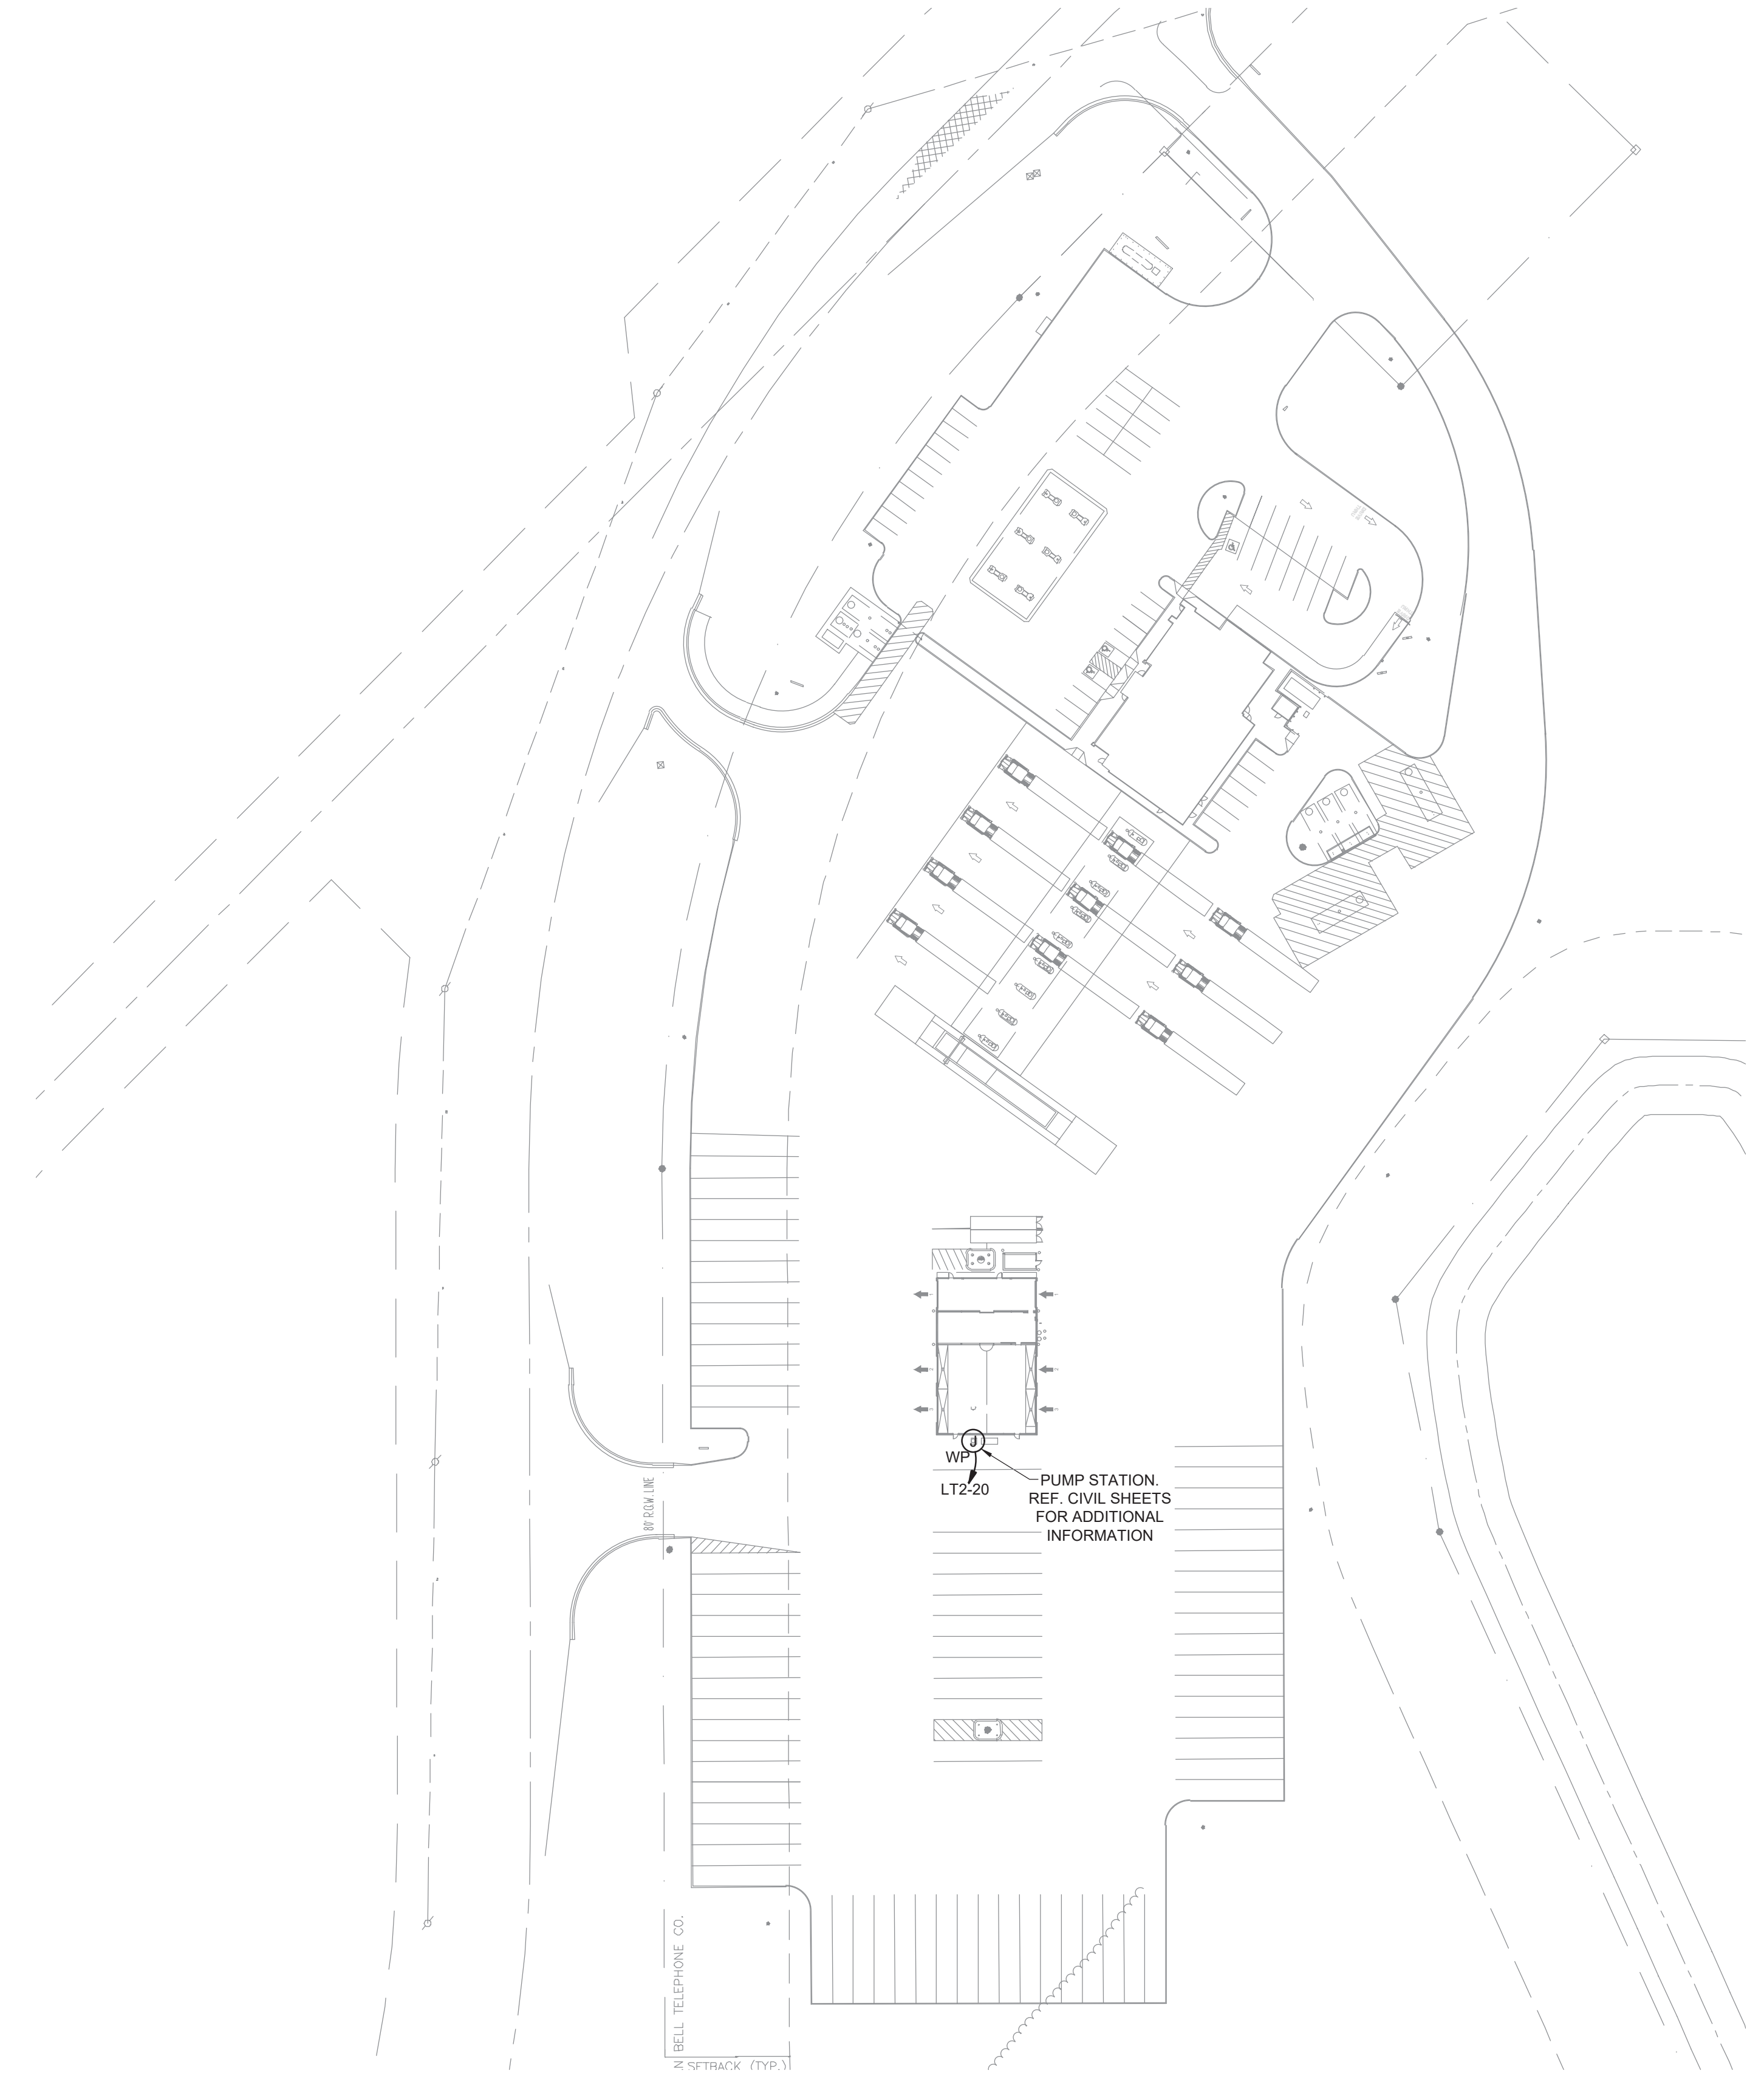 J
WP
LT2-20
PUMP STATION.
REF. CIVIL SHEETS
FOR ADDITIONAL
INFORMATION
80' R.O.W. LINE
N BELL TELEPHONE CO.
SETBACK (TYP.)